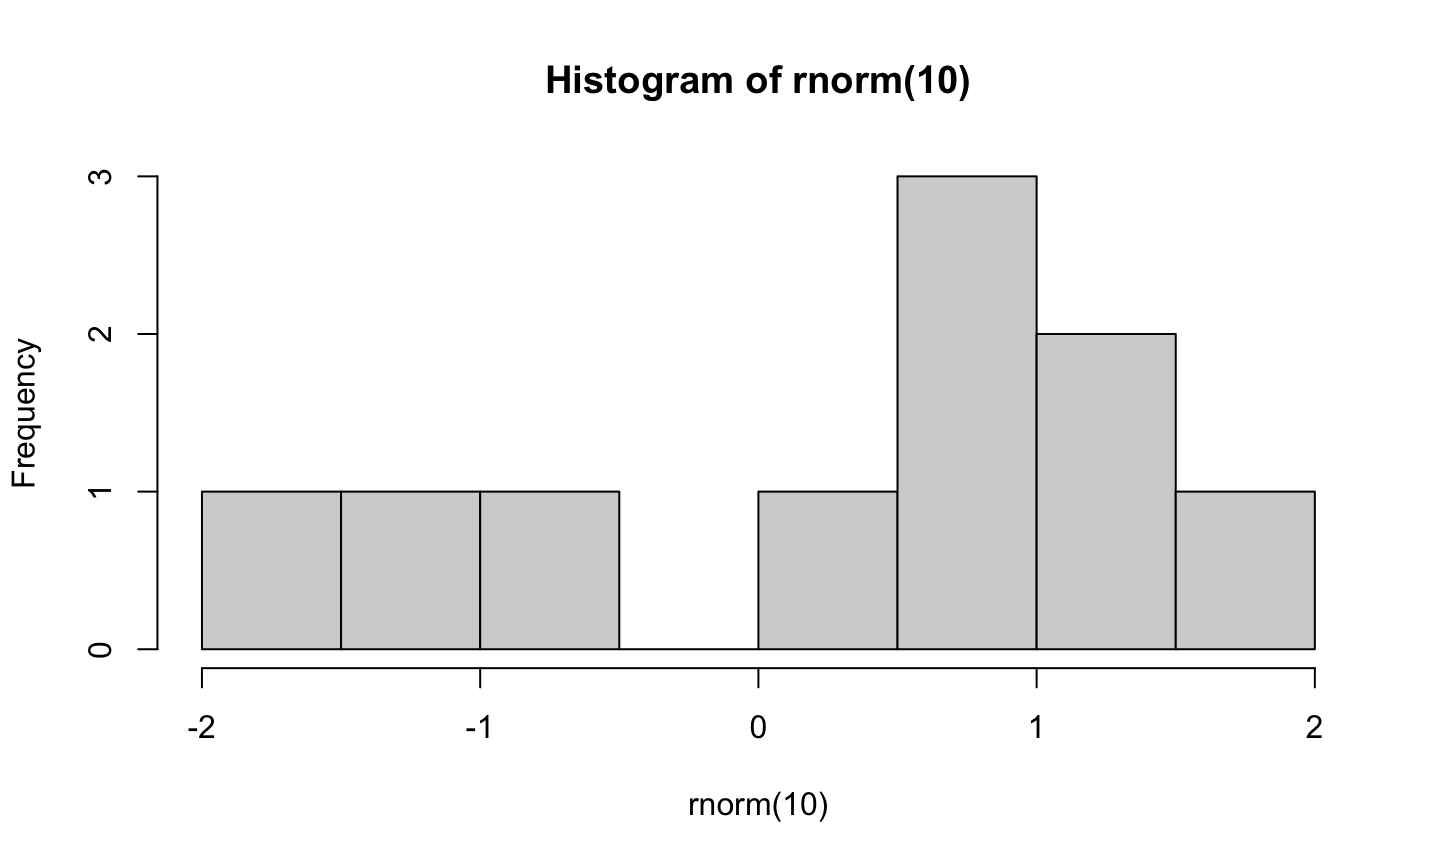 Histogram of rnorm(10)
Frequency
3
2
1
0
-2 -1 0 1 2
rnorm(10)